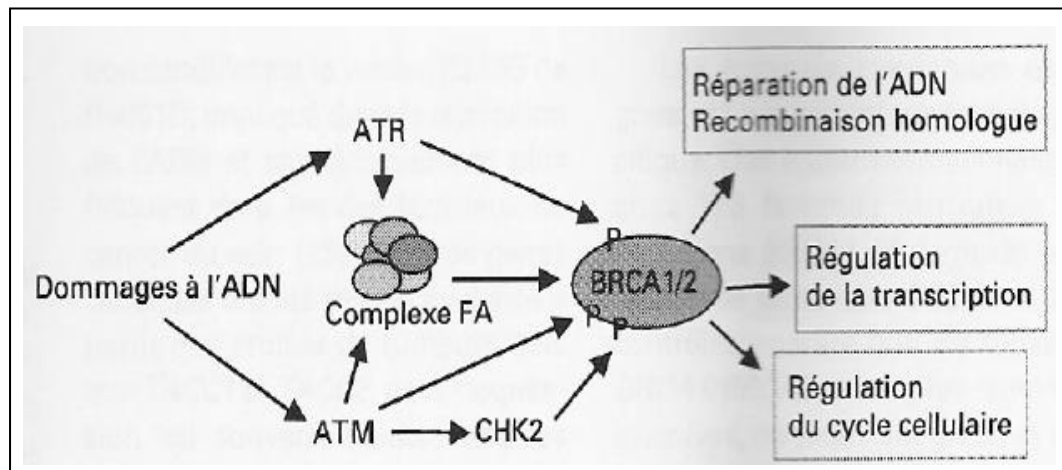 ATR
Dommages à l'ADN
Complexe FA
ATM
CHK2
P
BRCA1/2
P
P
Réparation de l'ADN
Recombinaison homologue
Régulation
de la transcription
Régulation
du cycle cellulaire